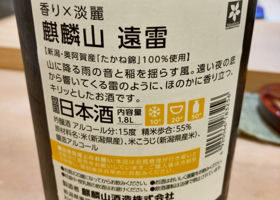 香り×淡麗
麒麟山 遠雷
新潟・奥阿賀産「たかね錦」100%使用
山に降る雨の音と稲を揺らす風。遠い夜の底
から響いてくる雷のように、ほのかに香り立つ、
キリッとしたお酒です。
日本酒 内容量 1.8L
10° 20° 50°
吟醸酒 アルコール分:15度 精米歩合:55%
原材料:米(新潟県産)、米こうじ(新潟県産米)、
醸造アルコール
麒麟山酒造株式会社